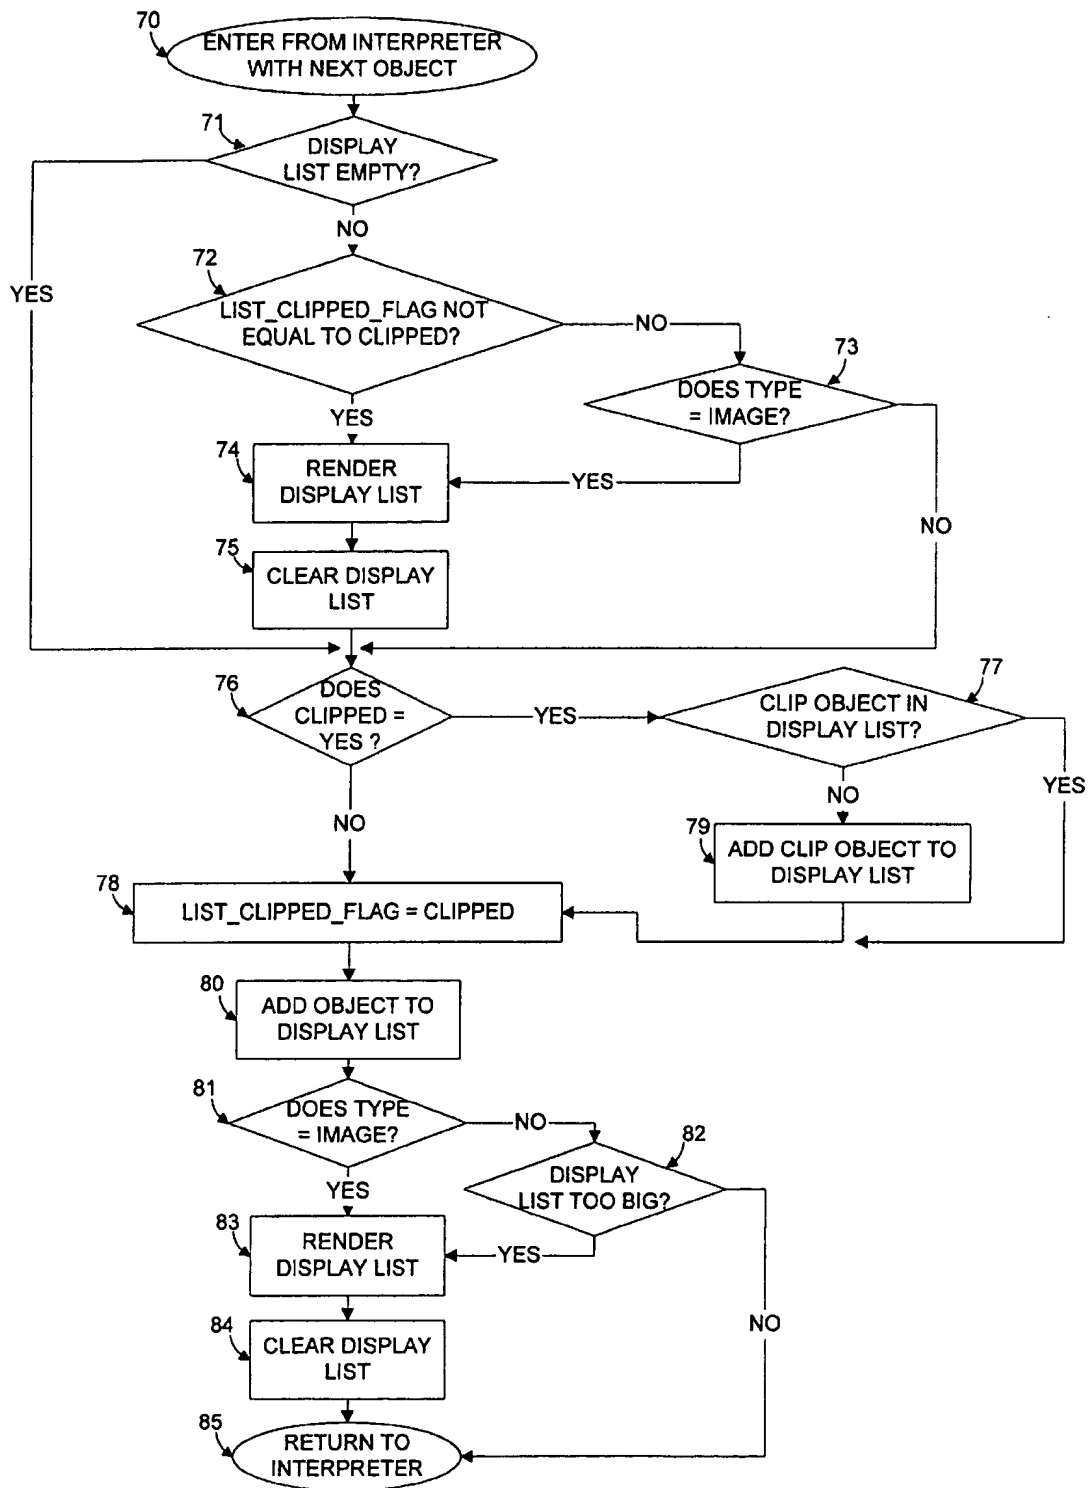 70
ENTER FROM INTERPRETER
WITH NEXT OBJECT
71
DISPLAY
LIST EMPTY?
NO
YES
72
LIST_CLIPPED_FLAG NOT
EQUAL TO CLIPPED?
NO
73
DOES TYPE
= IMAGE?
YES
74
RENDER
DISPLAY LIST
YES
NO
75
CLEAR DISPLAY
LIST
76
DOES
CLIPPED =
YES ?
YES
77
CLIP OBJECT IN
DISPLAY LIST?
YES
NO
NO
79
ADD CLIP OBJECT TO
DISPLAY LIST
78
LIST_CLIPPED_FLAG = CLIPPED
80
ADD OBJECT TO
DISPLAY LIST
81
DOES TYPE
= IMAGE?
NO
82
DISPLAY
LIST TOO BIG?
YES
83
RENDER
DISPLAY LIST
YES
NO
84
CLEAR DISPLAY
LIST
85
RETURN TO
INTERPRETER